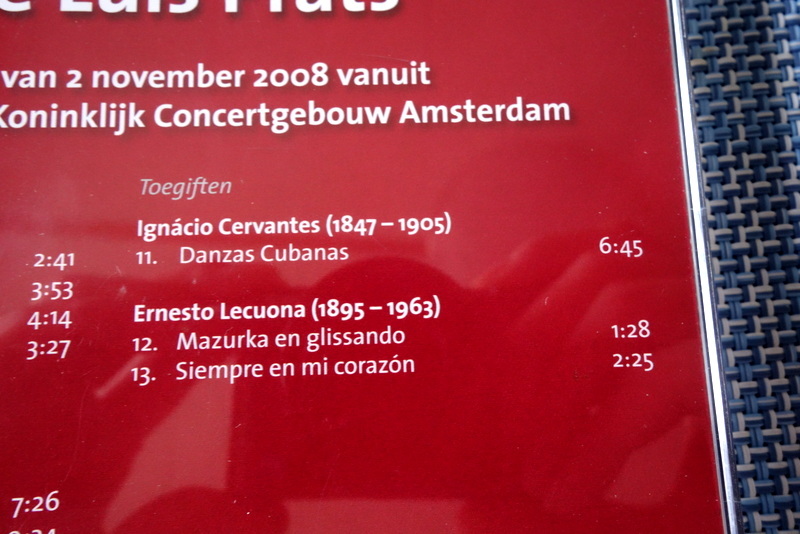 e Luis Prats
van 2 november 2008 vanuit
Koninklijk Concertgebouw Amsterdam
Toegiften
Ignácio Cervantes (1847 – 1905)
2:41
11. Danzas Cubanas 6:45
3:53
Ernesto Lecuona (1895 – 1963)
4:14
12. Mazurka en glissando 1:28
3:27
13. Siempre en mi corazón 2:25
7:26